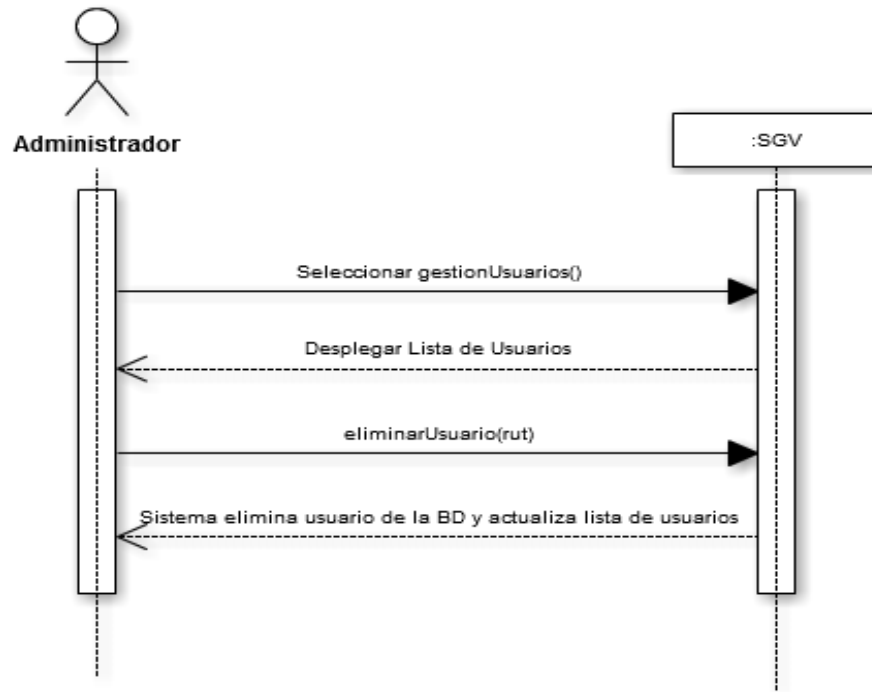 Administrador
:SGV
Seleccionar gestionUsuarios()
Desplegar Lista de Usuarios
eliminarUsuario(rut)
Sistema elimina usuario de la BD y actualiza lista de usuarios